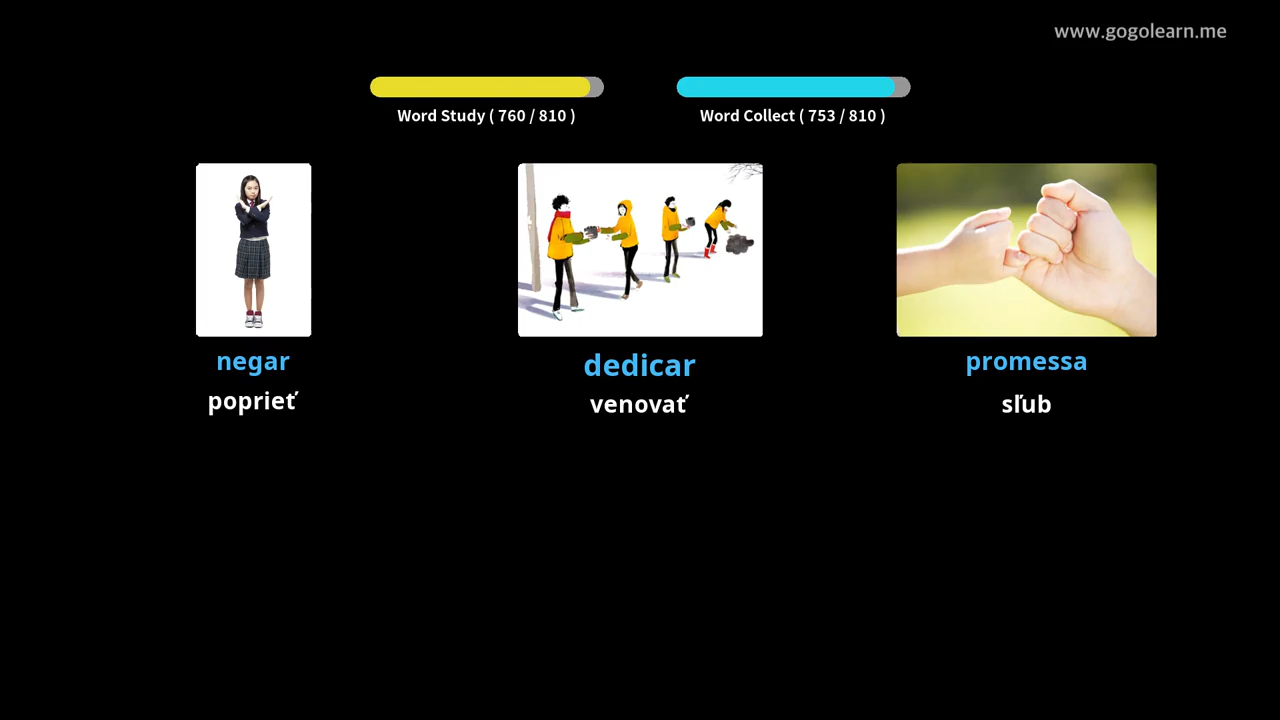 www.gogolearn.me
Word Study ( 760 / 810 )
Word Collect ( 753 / 810 )
negar
dedicar
promessa
poprieť
venovať
sľub